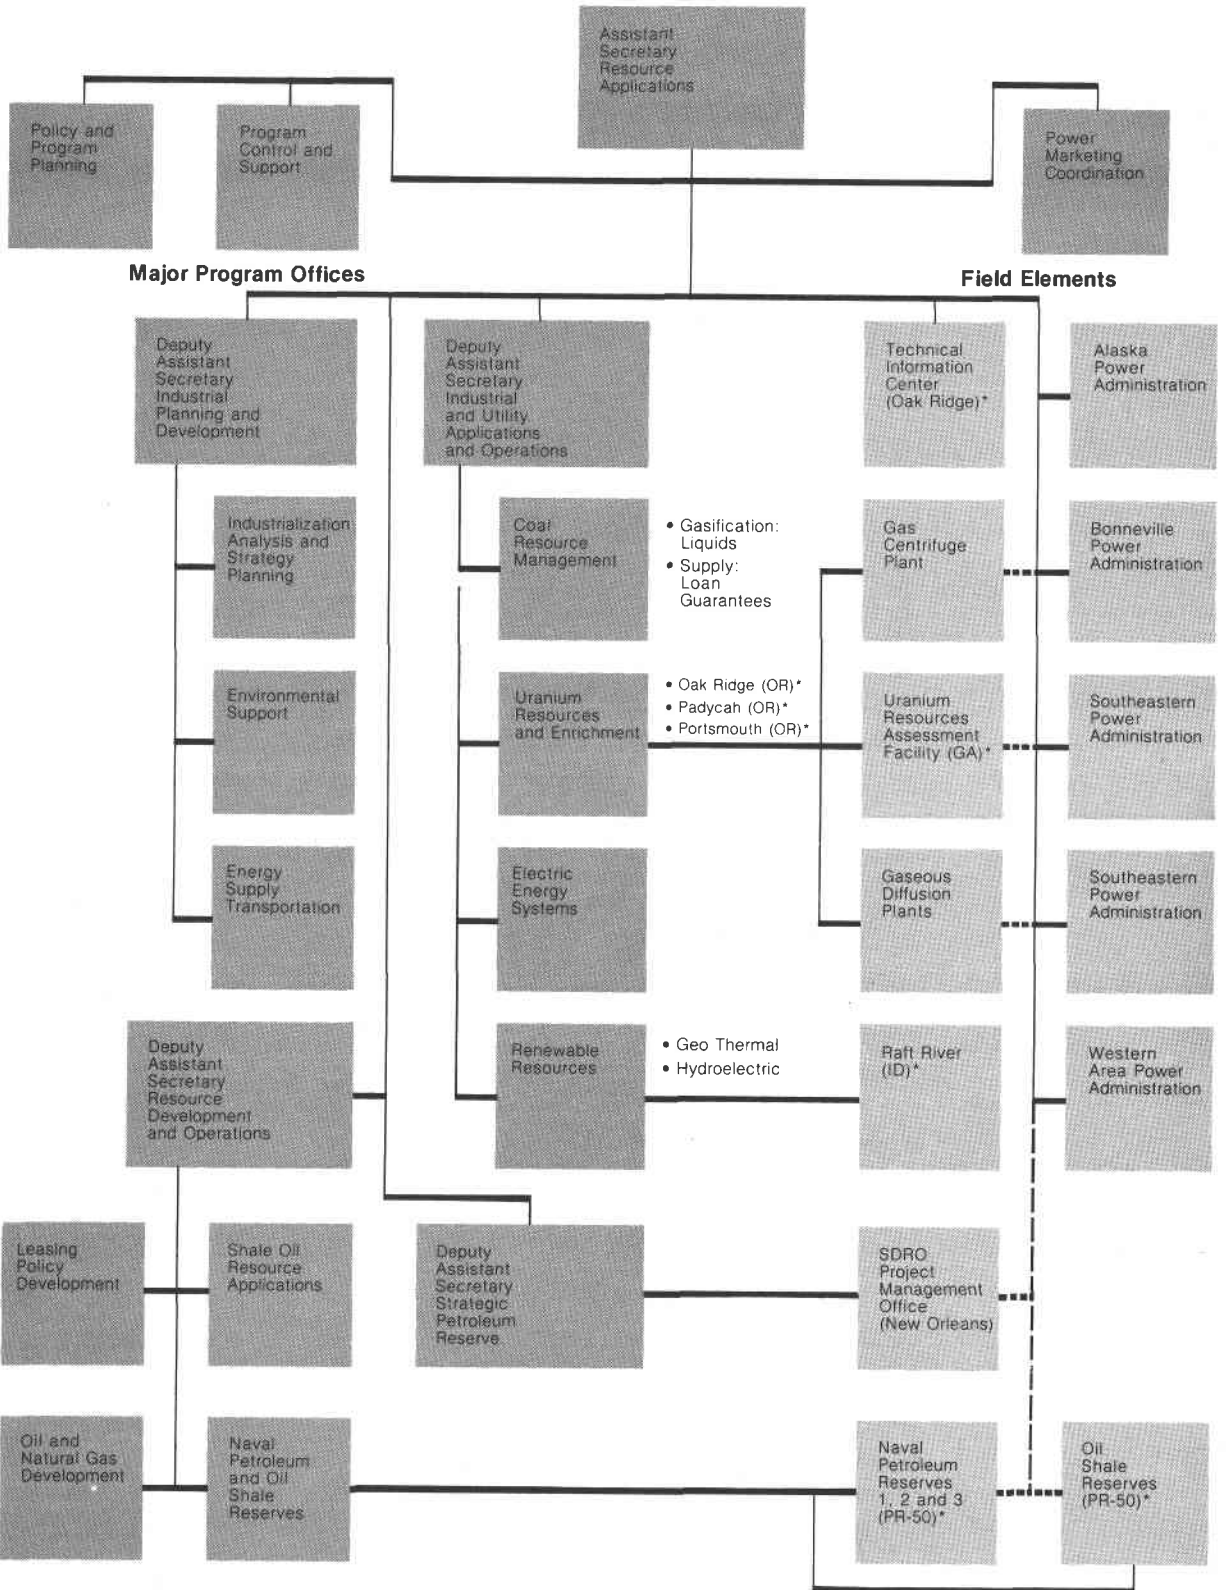 Assistant
Secretary
Resource
Applications
Policy and
Program
Planning
Program
Control and
Support
Power
Marketing
Coordination
Major Program Offices
Field Elements
Deputy
Assistant
Secretary
Industrial
Planning and
Development
Deputy
Assistant
Secretary
Industrial
and Utility
Applications
and Operations
Technical
Information
Center
(Oak Ridge)*
Alaska
Power
Administration
Industrialization
Analysis and
Strategy
Planning
Coal
Resource
Management
• Gasification:
Liquids
• Supply:
Loan
Guarantees
Gas
Centrifuge
Plant
Bonneville
Power
Administration
Environmental
Support
Uranium
Resources
and Enrichment
• Oak Ridge (OR)*
• Padycah (OR)*
• Portsmouth (OR)*
Uranium
Resources
Assessment
Facility (GA)*
Southeastern
Power
Administration
Energy
Supply
Transportation
Electric
Energy
Systems
Gaseous
Diffusion
Plants
Southeastern
Power
Administration
Deputy
Assistant
Secretary
Resource
Development
and Operations
Renewable
Resources
• Geo Thermal
• Hydroelectric
Raft River
(ID)*
Western
Area Power
Administration
Leasing
Policy
Development
Shale Oil
Resource
Applications
Deputy
Assistant
Secretary
Strategic
Petroleum
Reserve
SDRO
Project
Management
Office
(New Orleans)
Oil and
Natural Gas
Development
Naval
Petroleum
and Oil
Shale
Reserves
Naval
Petroleum
Reserves
1, 2 and 3
(PR-50)*
Oil
Shale
Reserves
(PR-50)*